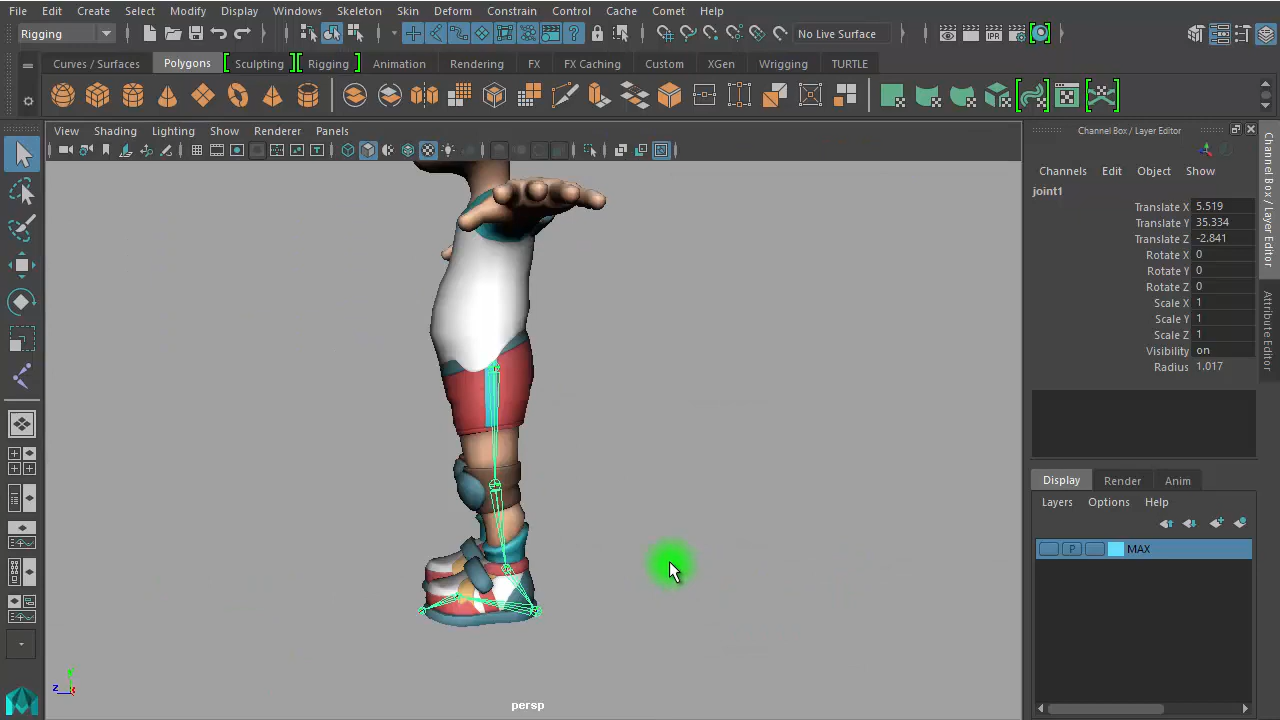 File Edit Create Select Modify Display Windows Skeleton Skin Deform Constrain Control Cache Comet Help
Rigging No Live Surface
Curves / Surfaces Polygons Sculpting Rigging Animation Rendering FX FX Caching Custom XGen Wrigging TURTLE
View Shading Lighting Show Renderer Panels
Channel Box / Layer Editor
Channels Edit Object Show
joint1
Translate X 5.519
Translate Y 35.334
Translate Z -2.841
Rotate X 0
Rotate Y 0
Rotate Z 0
Scale X 1
Scale Y 1
Scale Z 1
Visibility on
Radius 1.017
Display Render Anim
Layers Options Help
P MAX
Channel Box / Layer Editor
Attribute Editor
IPR
z
persp